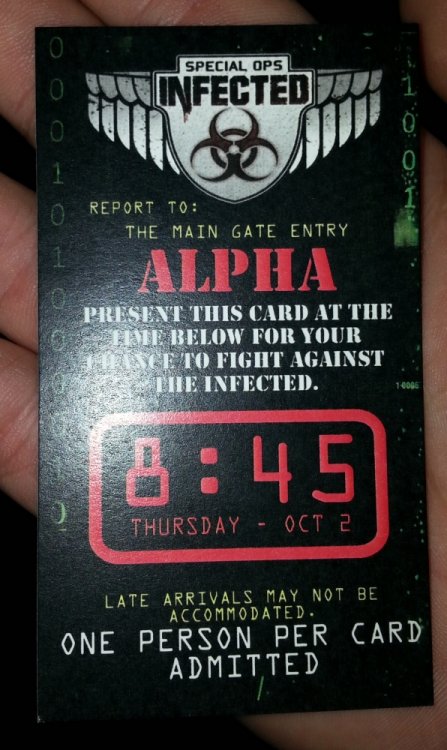 SPECIAL OPS
INFECTED
REPORT TO:
THE MAIN GATE ENTRY
ALPHA
PRESENT THIS CARD AT THE
TIME BELOW FOR YOUR
CHANCE TO FIGHT AGAINST
THE INFECTED.
8:45
THURSDAY - OCT 2
LATE ARRIVALS MAY NOT BE
ACCOMMODATED.
ONE PERSON PER CARD
ADMITTED